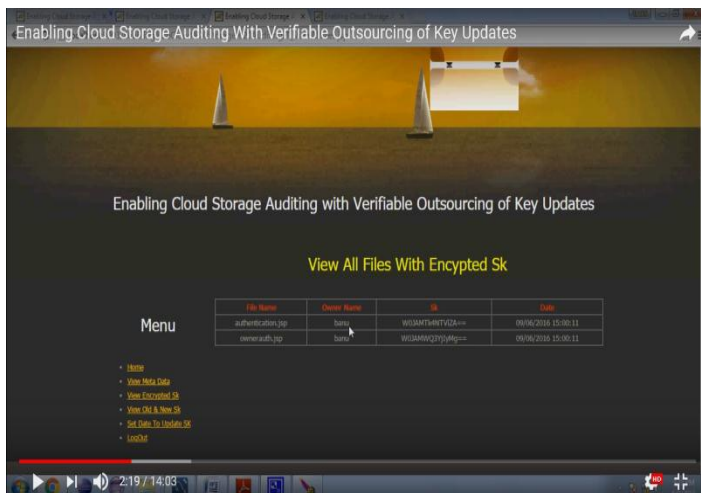 Enabling Cloud Storage Auditing With Verifiable Outsourcing of Key Updates
Enabling Cloud Storage Auditing with Verifiable Outsourcing of Key Updates
View All Files With Encypted Sk
File Name Owner Name Sk Date
authentication.jsp banu 09/06/2016 15:00:11
ownerauth.jsp banu 09/06/2016 15:00:11
Menu
Home
View Meta Data
View Encrypted Sk
View Old & New Sk
Set Date To Update SK
LogOut
2:19 / 14:03
HD